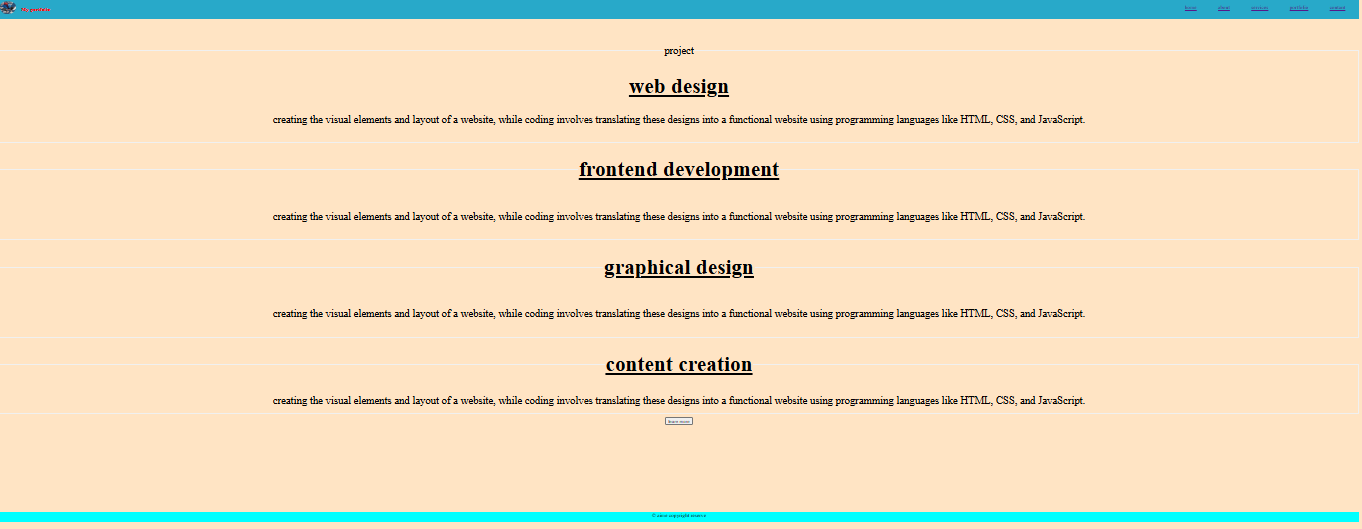 My portfolio
home about services portfolio contact
project
web design
creating the visual elements and layout of a website, while coding involves translating these designs into a functional website using programming languages like HTML, CSS, and JavaScript.
frontend development
creating the visual elements and layout of a website, while coding involves translating these designs into a functional website using programming languages like HTML, CSS, and JavaScript.
graphical design
creating the visual elements and layout of a website, while coding involves translating these designs into a functional website using programming languages like HTML, CSS, and JavaScript.
content creation
creating the visual elements and layout of a website, while coding involves translating these designs into a functional website using programming languages like HTML, CSS, and JavaScript.
learn more
copyright